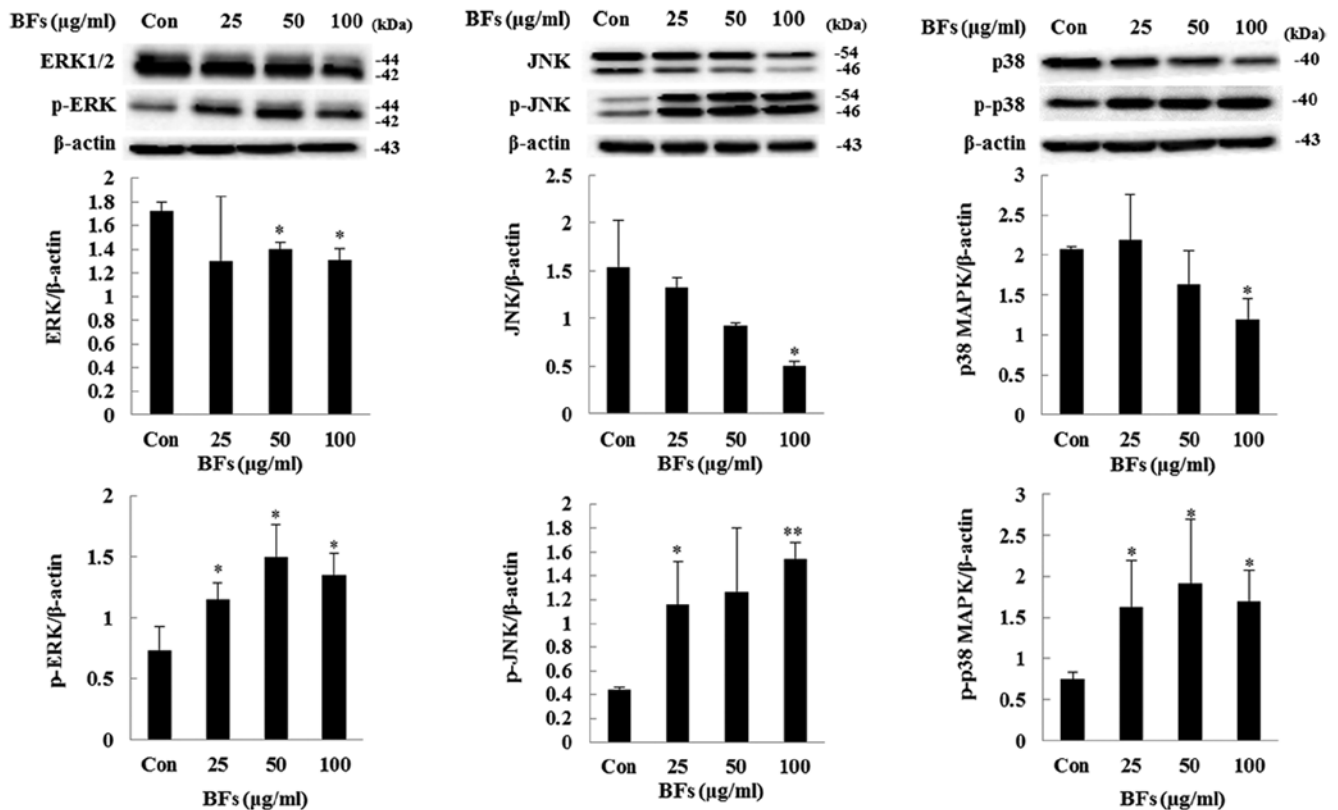 BFs (μg/ml) Con 25 50 100 (kDa)
ERK1/2 -44
-42
p-ERK -44
-42
β-actin -43
ERK/β-actin
2
1.8
1.6
1.4
1.2
1
0.8
0.6
0.4
0.2
0
* *
Con 25 50 100
BFs (μg/ml)
p-ERK/β-actin
2
1.5
1
0.5
0
* * *
Con 25 50 100
BFs (μg/ml)
BFs (μg/ml) Con 25 50 100 (kDa)
JNK -54
-46
p-JNK -54
-46
β-actin -43
JNK/β-actin
2.5
2
1.5
1
0.5
0
*
Con 25 50 100
BFs (μg/ml)
p-JNK/β-actin
2
1.8
1.6
1.4
1.2
1
0.8
0.6
0.4
0.2
0
* **
Con 25 50 100
BFs (μg/ml)
BFs (μg/ml) Con 25 50 100 (kDa)
p38 -40
p-p38 -40
β-actin -43
p38 MAPK/β-actin
3
2.5
2
1.5
1
0.5
0
*
Con 25 50 100
BFs (μg/ml)
p-p38 MAPK/β-actin
3
2.5
2
1.5
1
0.5
0
* * *
Con 25 50 100
BFs (μg/ml)